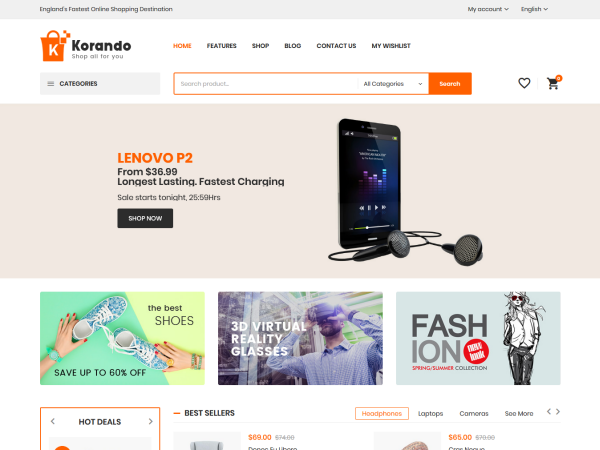 England's Fastest Online Shopping Destination
My account
English
K
Korando
Shop all for you
HOME
FEATURES
SHOP
BLOG
CONTACT US
MY WISHLIST
CATEGORIES
Search product...
All Categories
Search
0
LENOVO P2
From $36.99
Longest Lasting. Fastest Charging
Sale starts tonight, 25:59Hrs
SHOP NOW
the best
SHOES
SAVE UP TO 60% OFF
3D VIRTUAL
REALITY
GLASSES
FASH
ION
SPRING/SUMMER COLLECTION
HOT DEALS
BEST SELLERS
Headphones
Laptops
Cameras
See More
$69.00 $74.00
$65.00 $70.00